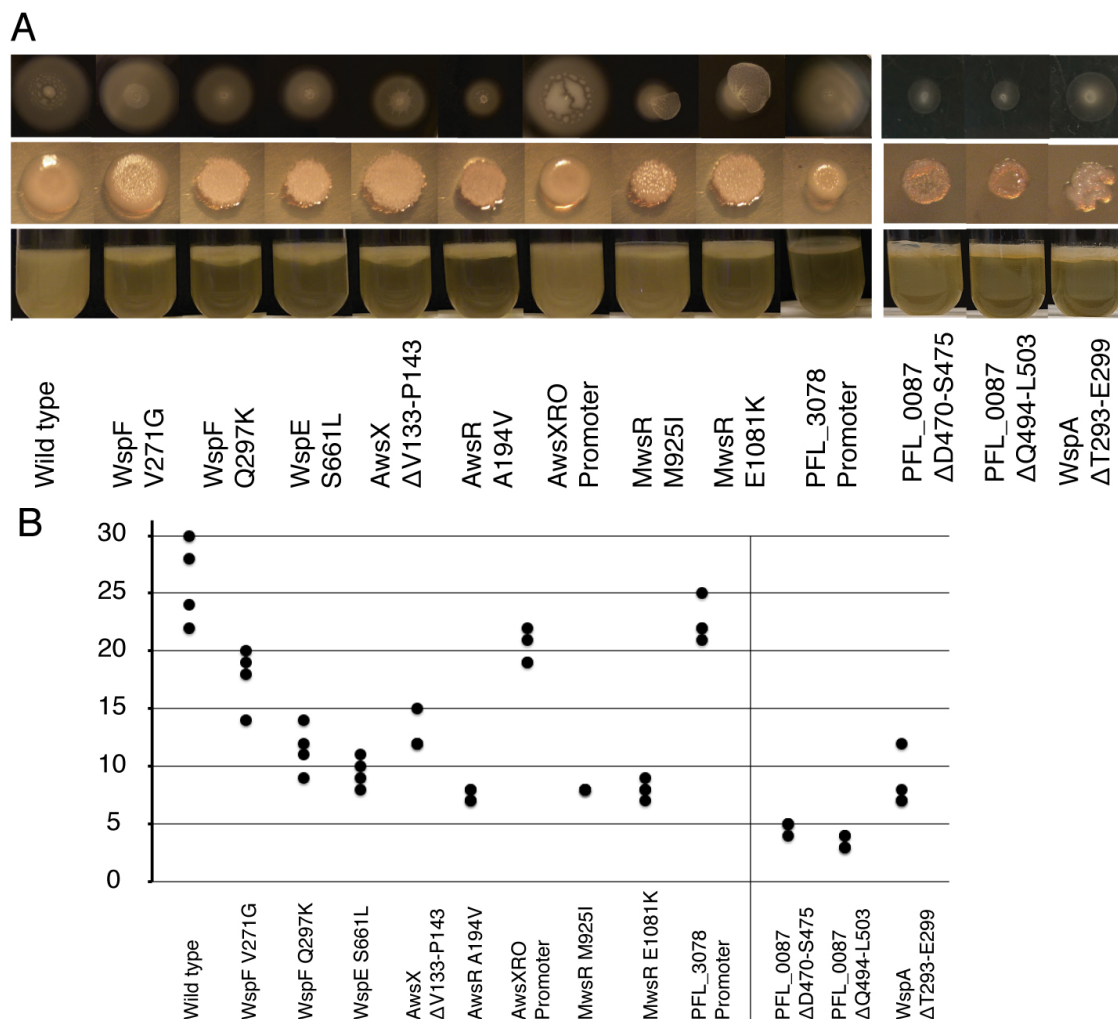 A
Wild type
WspF
V271G
WspF
Q297K
WspE
S661L
AwsX
ΔV133-P143
AwsR
A194V
AwsXRO
Promoter
MwsR
M925I
MwsR
E1081K
PFL_3078
Promoter
PFL_0087
ΔD470-S475
PFL_0087
ΔQ494-L503
WspA
ΔT293-E299
B
30
25
20
15
10
5
0
Wild type
WspF V271G
WspF Q297K
WspE S661L
AwsX
ΔV133-P143
AwsR A194V
AwsXRO
Promoter
MwsR M925I
MwsR E1081K
PFL_3078
Promoter
PFL_0087
ΔD470-S475
PFL_0087
ΔQ494-L503
WspA
ΔT293-E299